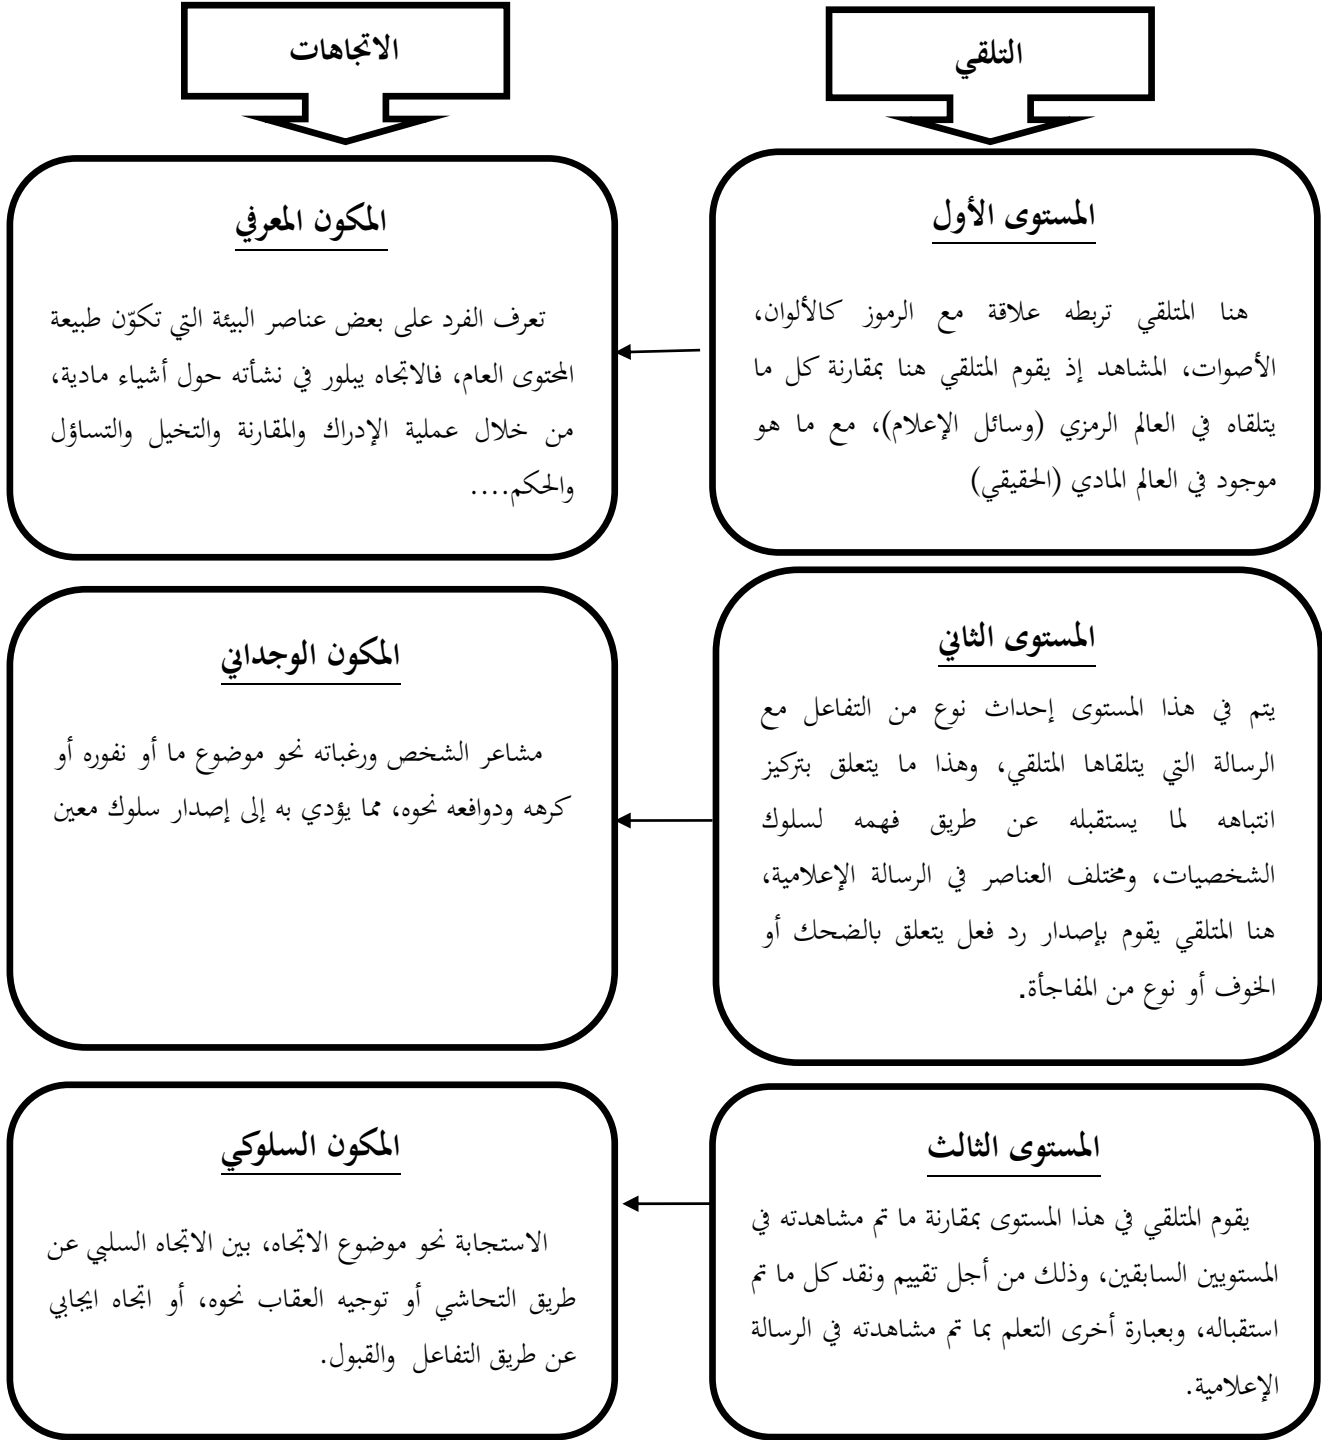 التلقي
الاتجاهات
المستوى الأول
هنا المتلقي تربطه علاقة مع الرموز كالألوان،
الأصوات، المشاهد إذ يقوم المتلقي هنا بمقارنة كل ما
يتلقاه في العالم الرمزي (وسائل الإعلام)، مع ما هو
موجود في العالم المادي (الحقيقي)
المكون المعرفي
تعرف الفرد على بعض عناصر البيئة التي تكوّن طبيعة
المحتوى العام، فالاتجاه يبلور في نشأته حول أشياء مادية،
من خلال عملية الإدراك والمقارنة والتخيل والتساؤل
والحكم....
المستوى الثاني
يتم في هذا المستوى إحداث نوع من التفاعل مع
الرسالة التي يتلقاها المتلقي، وهذا ما يتعلق بتركيز
انتباهه لما يستقبله عن طريق فهمه لسلوك
الشخصيات، ومختلف العناصر في الرسالة الإعلامية،
هنا المتلقي يقوم بإصدار رد فعل يتعلق بالضحك أو
الخوف أو نوع من المفاجأة.
المكون الوجداني
مشاعر الشخص ورغباته نحو موضوع ما أو نفوره أو
كرهه ودوافعه نحوه، مما يؤدي به إلى إصدار سلوك معين
المستوى الثالث
يقوم المتلقي في هذا المستوى بمقارنة ما تم مشاهدته في
المستويين السابقين، وذلك من أجل تقييم ونقد كل ما تم
استقباله، وبعبارة أخرى التعلم بما تم مشاهدته في الرسالة
الإعلامية.
المكون السلوكي
الاستجابة نحو موضوع الاتجاه، بين الاتجاه السلبي عن
طريق التحاشي أو توجيه العقاب نحوه، أو اتجاه ايجابي
عن طريق التفاعل والقبول.